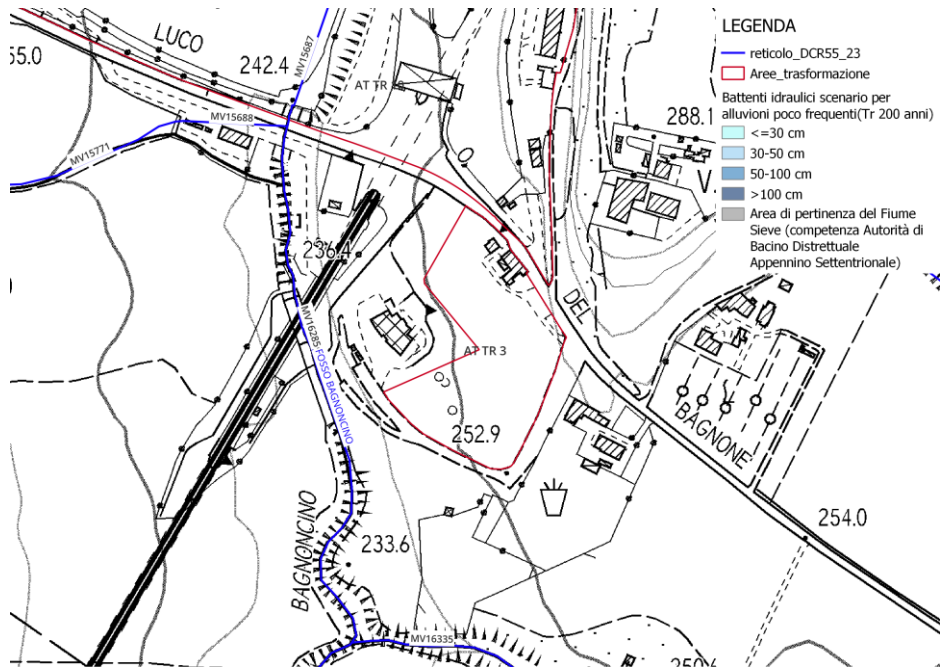 LUCO
55.0
242.4
MV15687
AT TR
MV15688
MV15771
236.4
288.1
DEL
AT TR 3
MV16285
FOSSO BAGNONCINO
252.9
BAGNONE
BAGNONCINO
233.6
254.0
MV16335
LEGENDA
reticolo_DCR55_23
Aree_trasformazione
Battenti idraulici scenario per
alluvioni poco frequenti(Tr 200 anni)
<=30 cm
30-50 cm
50-100 cm
>100 cm
Area di pertinenza del Fiume
Sieve (competenza Autorità di
Bacino Distrettuale
Appennino Settentrionale)